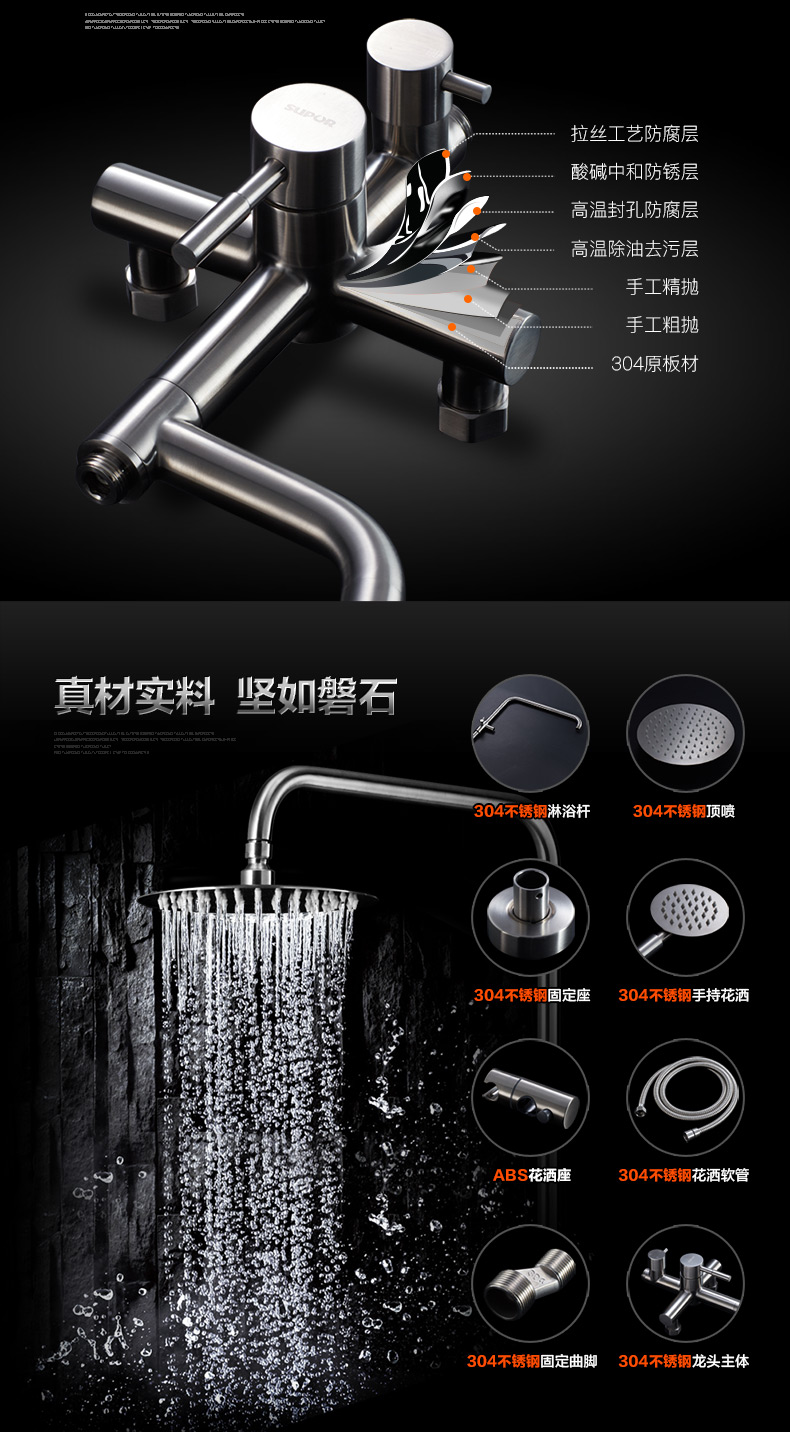 SUPOR
拉丝工艺防腐层
酸碱中和防锈层
高温封孔防腐层
高温除油去污层
手工精抛
手工粗抛
304原板材
真材实料 坚如磐石
304不锈钢淋浴杆
304不锈钢顶喷
304不锈钢固定座
304不锈钢手持花洒
ABS花洒座
304不锈钢花洒软管
304不锈钢固定曲脚
304不锈钢龙头主体